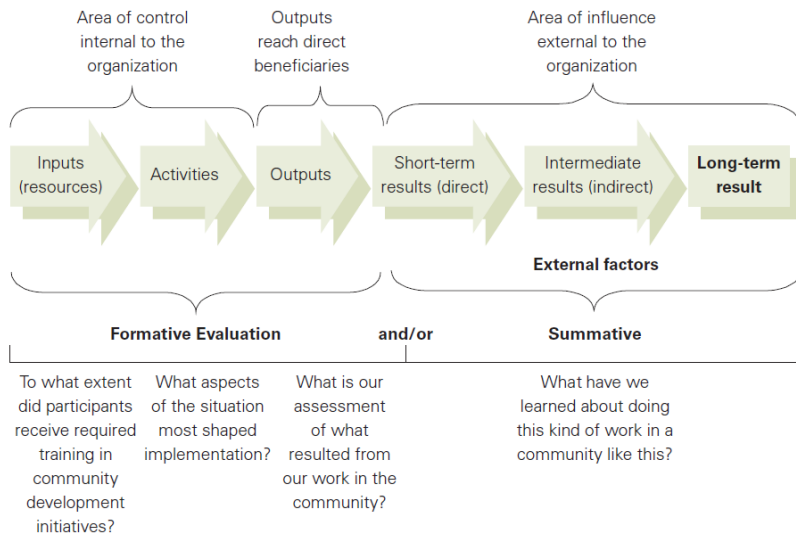 Area of control
internal to the
organization
Outputs
reach direct
beneficiaries
Area of influence
external to the
organization
Inputs
(resources)
Activities
Outputs
Short-term
results (direct)
Intermediate
results (indirect)
Long-term
result
External factors
Formative Evaluation
and/or
Summative
To what extent
did participants
receive required
training in
community
development
initiatives?
What aspects
of the situation
most shaped
implementation?
What is our
assessment
of what
resulted from
our work in the
community?
What have we
learned about doing
this kind of work in a
community like this?